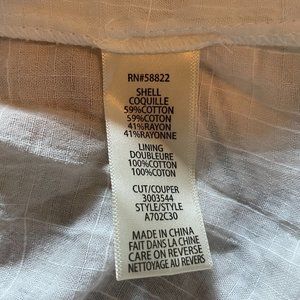 RN#58822
SHELL
COQUILLE
59%COTTON
59%COTON
41%RAYON
41%RAYONNE
LINING
DOUBLEURE
100%COTTON
100%COTON
CUT/COUPER
3003544
STYLE/STYLE
A702C30
MADE IN CHINA
FAIT DANS LA CHINE
CARE ON REVERSE
NETTOYAGE AU REVERS